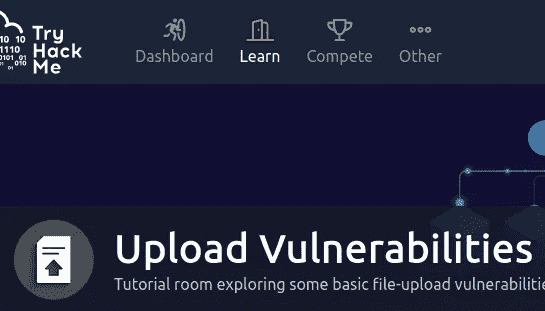 Try
Hack
Me
10 10
1110
0101 01
01
010
Dashboard Learn Compete Other
Upload Vulnerabilities
Tutorial room exploring some basic file-upload vulnerabilitie